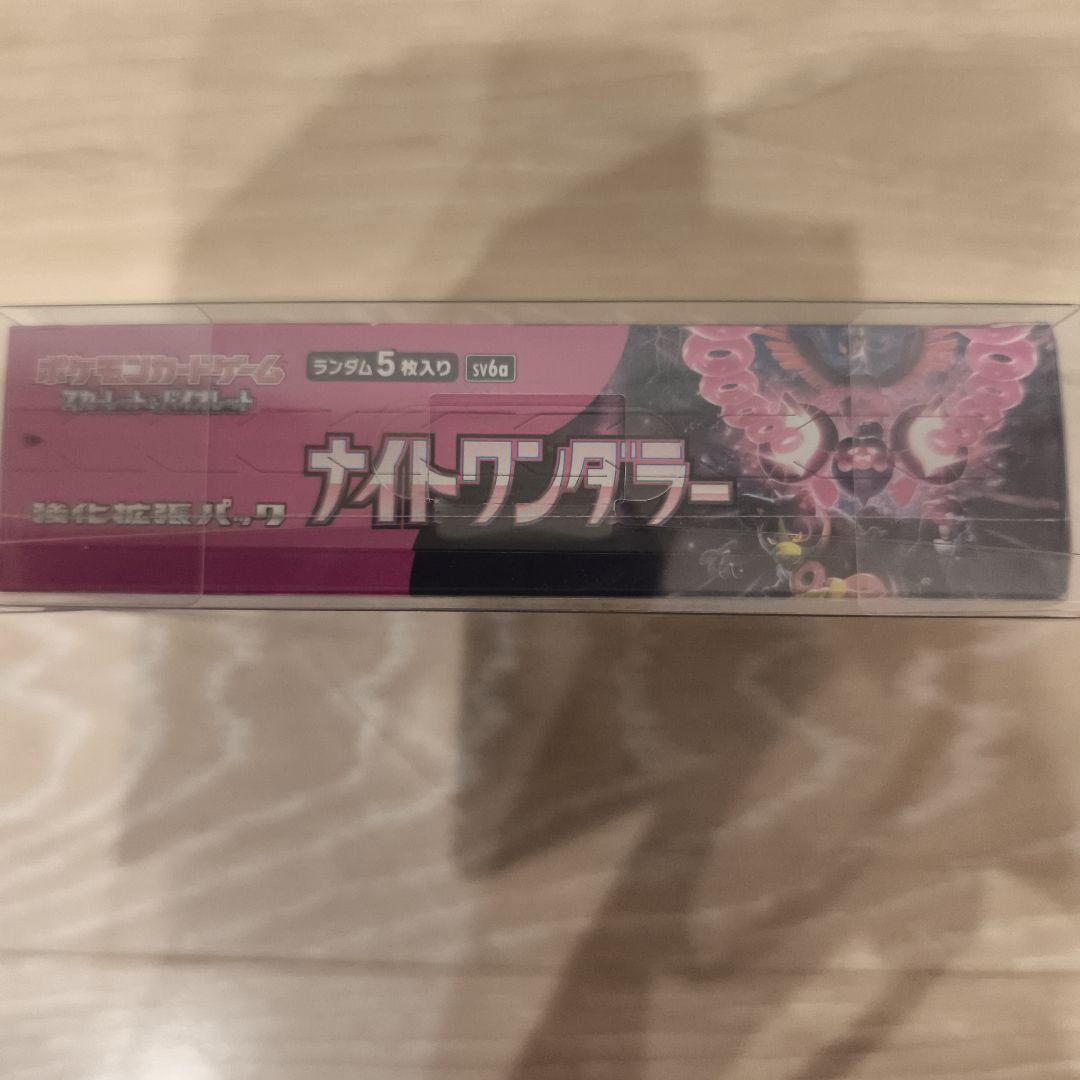 ポケモンカードゲーム
スカーレット&バイオレット
ランダム5枚入り
sv6a
ナイトワンダラー
強化拡張パック